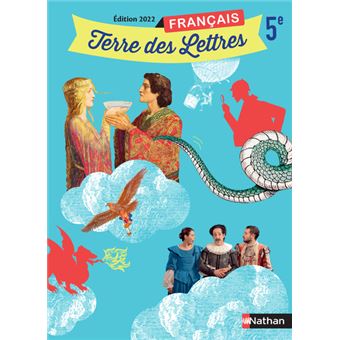 Édition 2022
FRANÇAIS
5e
Terre des Lettres
Nathan